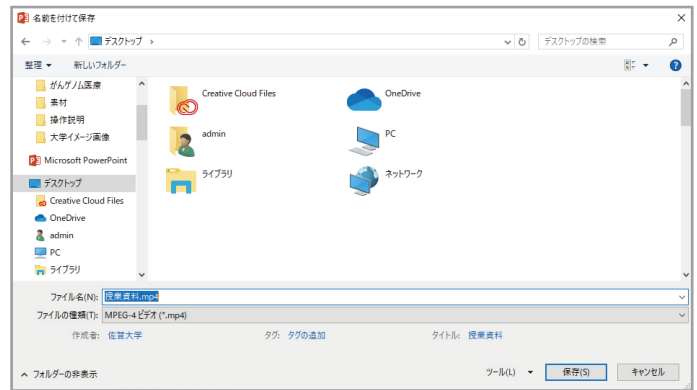 名前を付けて保存
デスクトップ
デスクトップの検索
整理
新しいフォルダー
がんゲノム医療
素材
操作説明
大学イメージ画像
Microsoft PowerPoint
デスクトップ
Creative Cloud Files
OneDrive
admin
PC
ライブラリ
Creative Cloud Files
OneDrive
admin
PC
ライブラリ
ネットワーク
ファイル名(N): 授業資料.mp4
ファイルの種類(T): MPEG-4 ビデオ (*.mp4)
作成者: 佐賀大学 タグ: タグの追加 タイトル: 授業資料
フォルダーの非表示 ツール(L) 保存(S) キャンセル